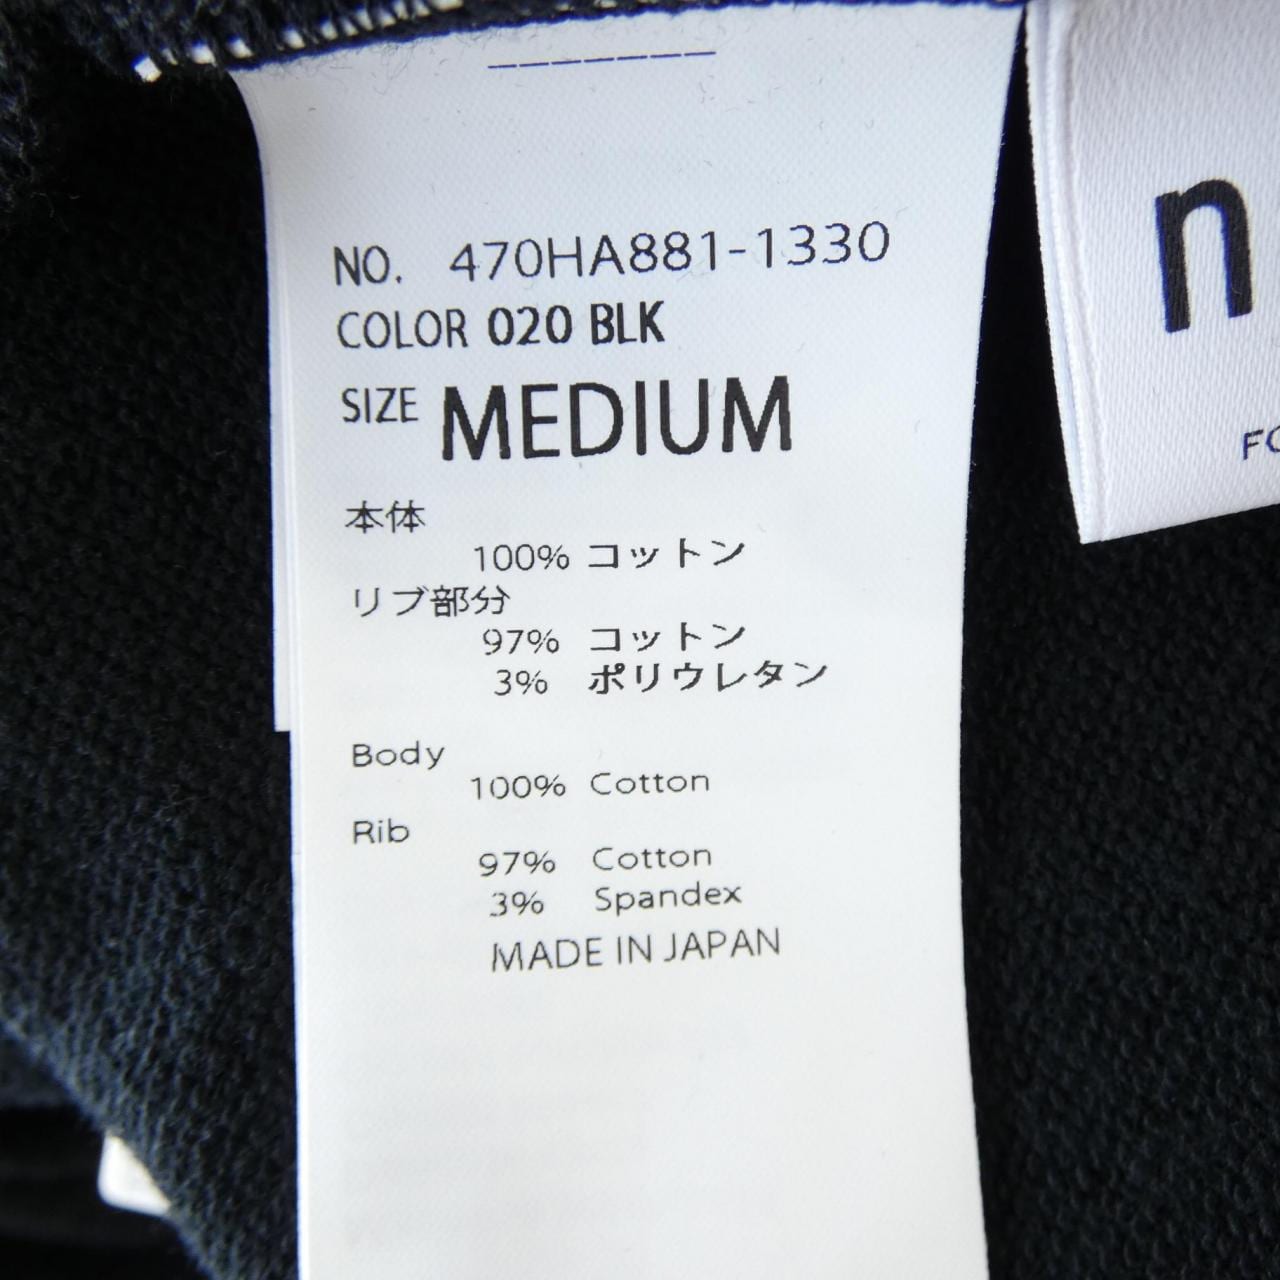 NO. 470HA881-1330
COLOR 020 BLK
SIZE MEDIUM
本体
100% コットン
リブ部分
97% コットン
3% ポリウレタン
Body
100% Cotton
Rib
97% Cotton
3% Spandex
MADE IN JAPAN
n